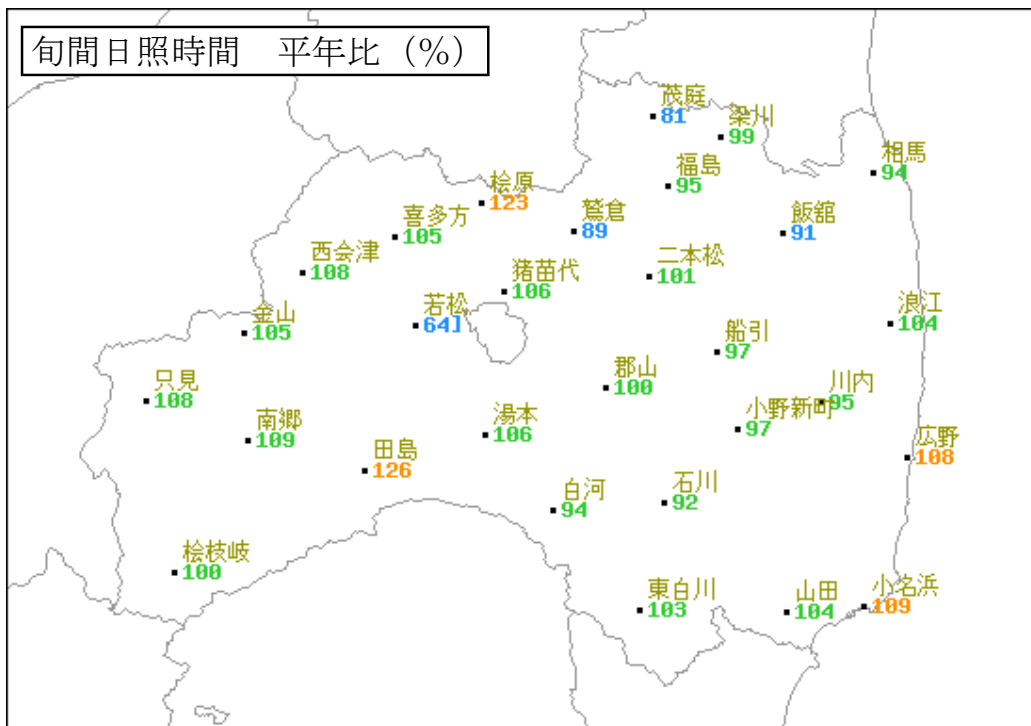 旬間日照時間　平年比（％）
茂庭
81
梁川
99
相馬
94
福島
95
桧原
123
鷲倉
89
飯舘
91
喜多方
105
西会津
108
二本松
101
猪苗代
106
若松
64]
浪江
104
金山
105
船引
97
郡山
100
只見
108
川内
95
小野新町
97
南郷
109
湯本
106
広野
108
田島
126
石川
92
白河
94
桧枝岐
100
東白川
103
山田
104
小名浜
109